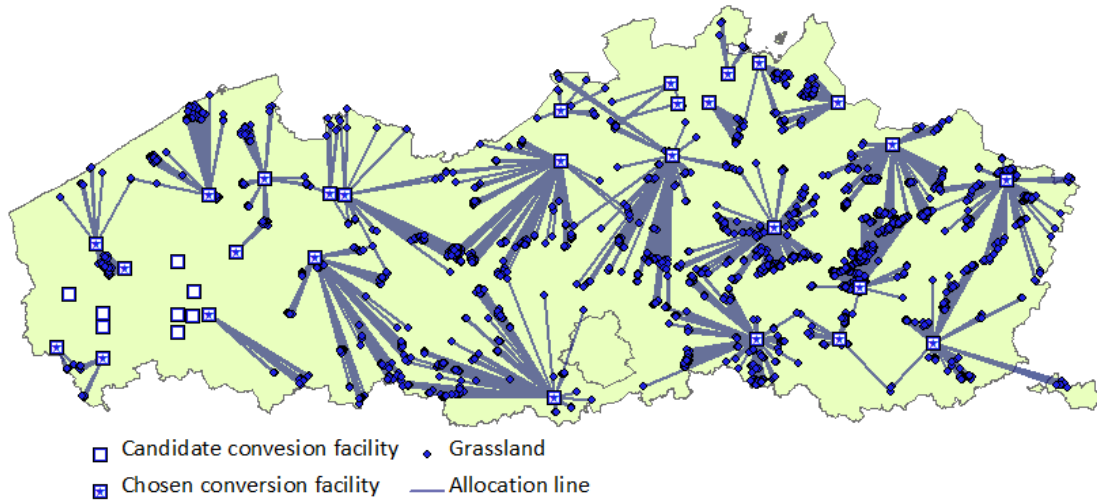 Candidate convesion facility
Grassland
Chosen conversion facility
Allocation line